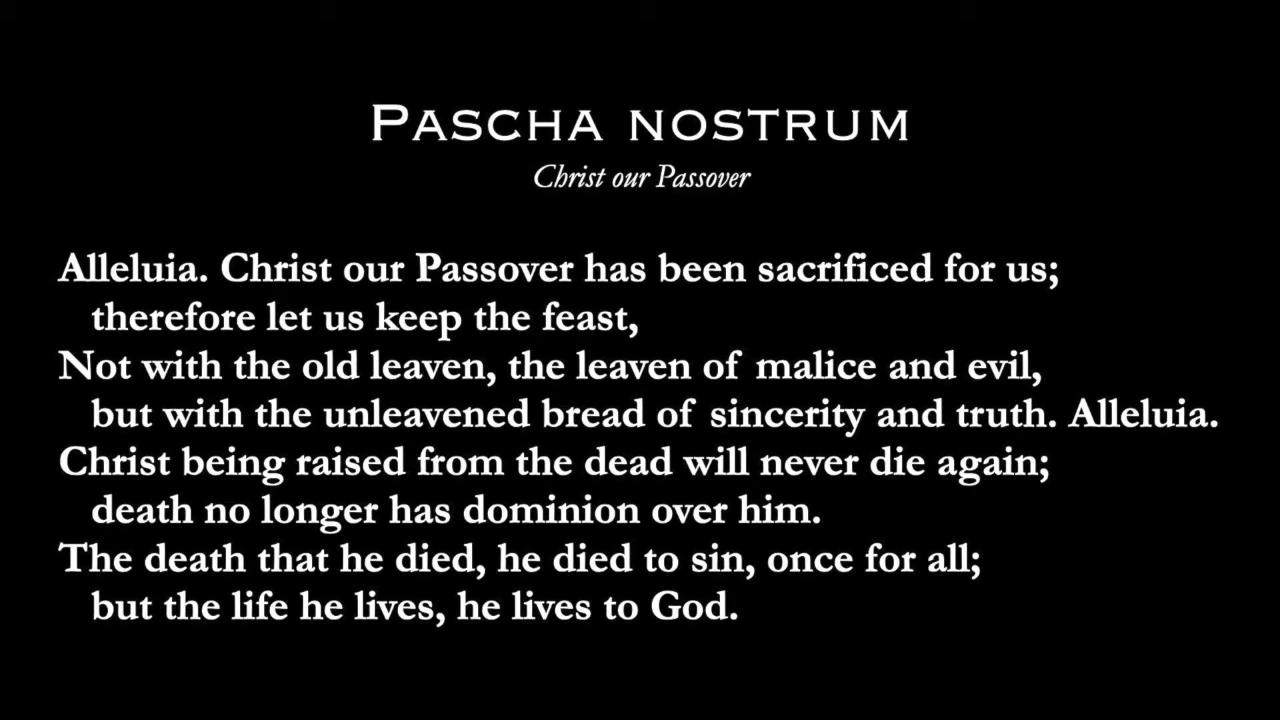 PASCHA NOSTRUM
Christ our Passover
Alleluia. Christ our Passover has been sacrificed for us;
therefore let us keep the feast,
Not with the old leaven, the leaven of malice and evil,
but with the unleavened bread of sincerity and truth. Alleluia.
Christ being raised from the dead will never die again;
death no longer has dominion over him.
The death that he died, he died to sin, once for all;
but the life he lives, he lives to God.